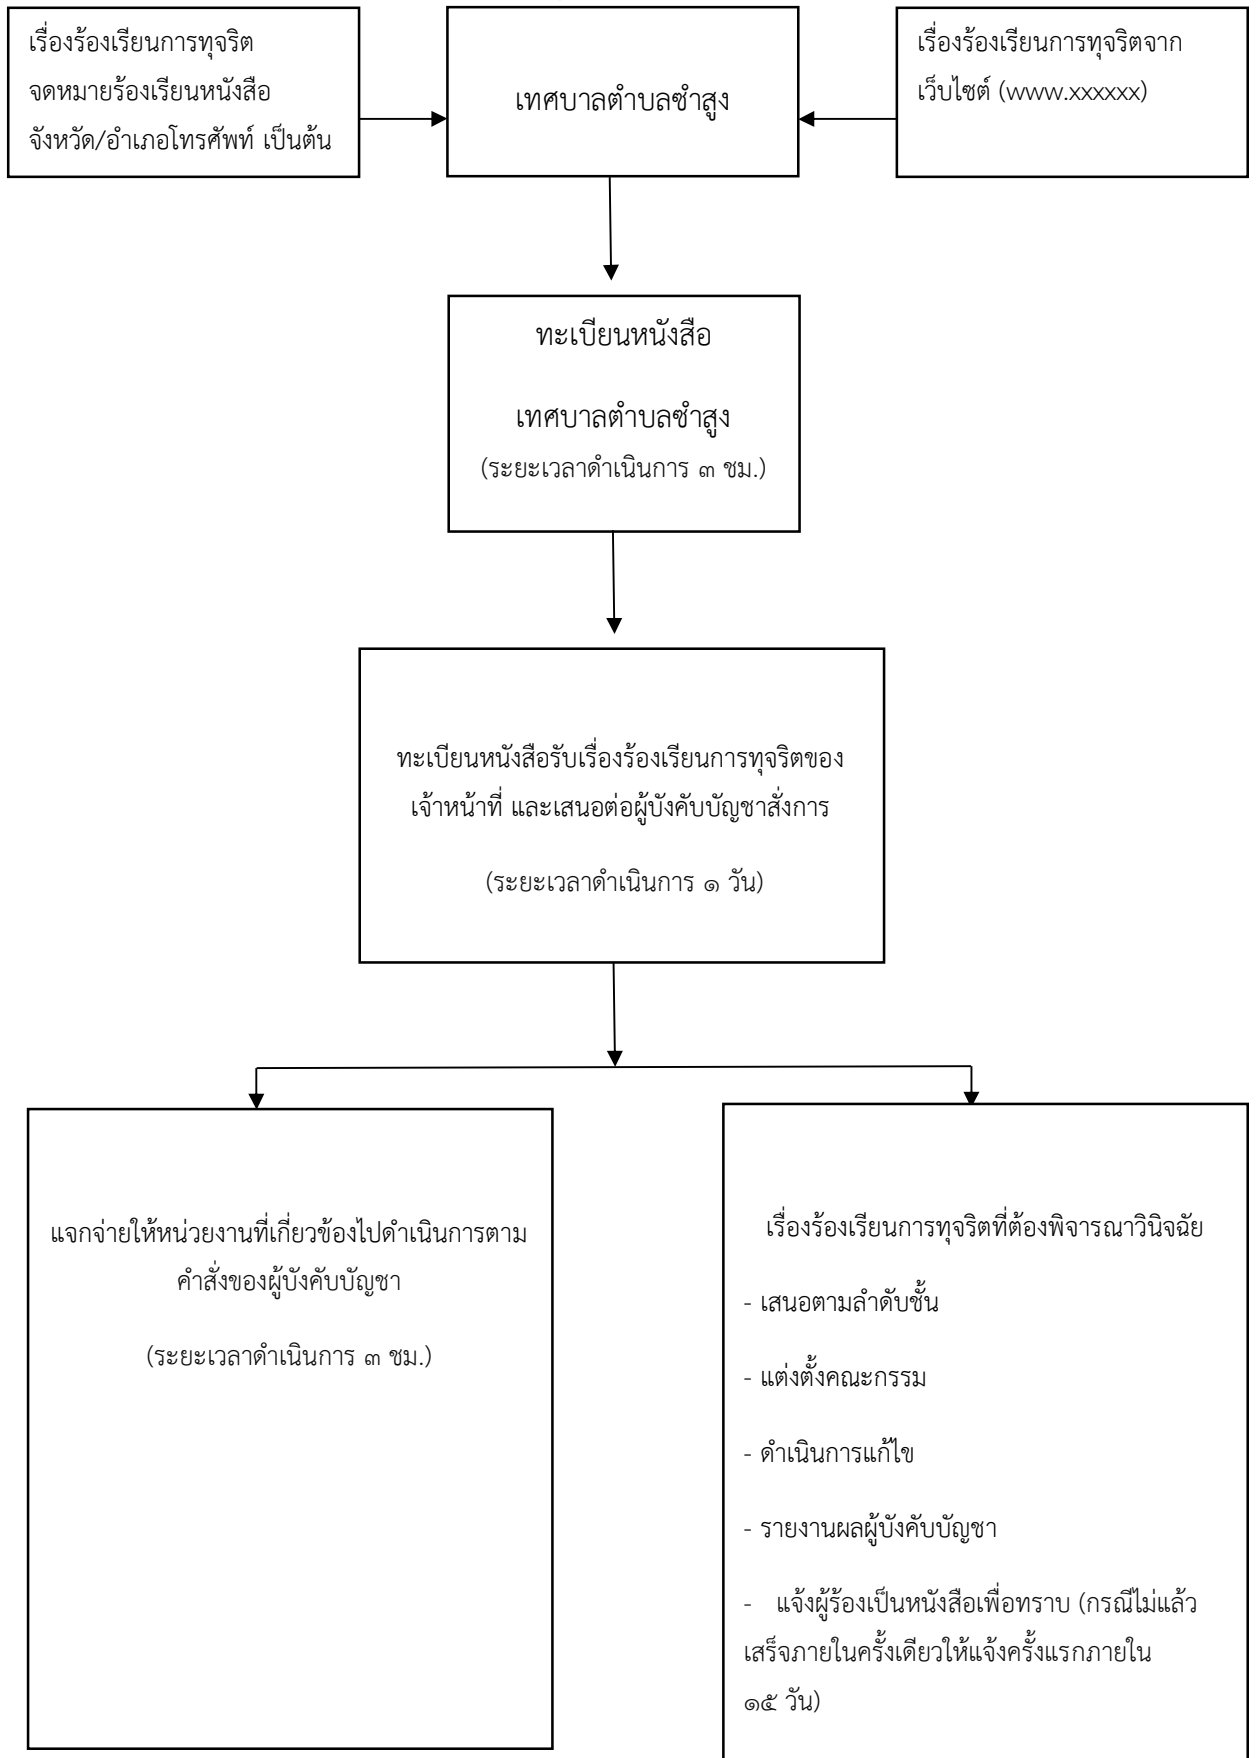 เรื่องร้องเรียนการทุจริต
จดหมายร้องเรียนหนังสือ
จังหวัด/อำเภอโทรศัพท์ เป็นต้น
เทศบาลตำบลซำสูง
เรื่องร้องเรียนการทุจริตจาก
เว็บไซต์ (www.xxxxxx)
ทะเบียนหนังสือ
เทศบาลตำบลซำสูง
(ระยะเวลาดำเนินการ ๓ ชม.)
ทะเบียนหนังสือรับเรื่องร้องเรียนการทุจริตของ
เจ้าหน้าที่ และเสนอต่อผู้บังคับบัญชาสั่งการ
(ระยะเวลาดำเนินการ ๑ วัน)
แจกจ่ายให้หน่วยงานที่เกี่ยวข้องไปดำเนินการตาม
คำสั่งของผู้บังคับบัญชา
(ระยะเวลาดำเนินการ ๓ ชม.)
เรื่องร้องเรียนการทุจริตที่ต้องพิจารณาวินิจฉัย
- เสนอตามลำดับชั้น
- แต่งตั้งคณะกรรม
- ดำเนินการแก้ไข
- รายงานผลผู้บังคับบัญชา
- แจ้งผู้ร้องเป็นหนังสือเพื่อทราบ (กรณีไม่แล้ว
เสร็จภายในครั้งเดียวให้แจ้งครั้งแรกภายใน
๑๕ วัน)